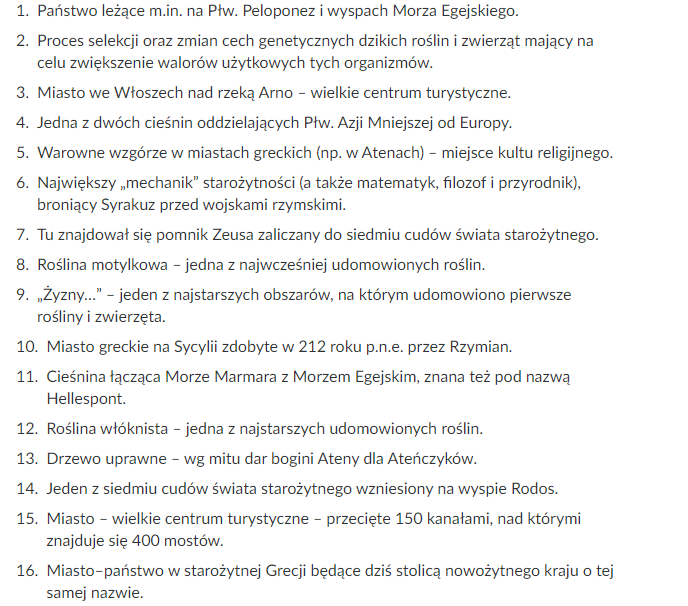 1. Państwo leżące m.in. na Płw. Peloponez i wyspach Morza Egejskiego.
2. Proces selekcji oraz zmian cech genetycznych dzikich roślin i zwierząt mający na
celu zwiększenie walorów użytkowych tych organizmów.
3. Miasto we Włoszech nad rzeką Arno – wielkie centrum turystyczne.
4. Jedna z dwóch cieśnin oddzielających Płw. Azji Mniejszej od Europy.
5. Warowne wzgórze w miastach greckich (np. w Atenach) – miejsce kultu religijnego.
6. Największy „mechanik” starożytności (a także matematyk, filozof i przyrodnik),
broniący Syrakuz przed wojskami rzymskimi.
7. Tu znajdował się pomnik Zeusa zaliczany do siedmiu cudów świata starożytnego.
8. Roślina motylkowa – jedna z najwcześniej udomowionych roślin.
9. „Żyzny...” – jeden z najstarszych obszarów, na którym udomowiono pierwsze
rośliny i zwierzęta.
10. Miasto greckie na Sycylii zdobyte w 212 roku p.n.e. przez Rzymian.
11. Cieśnina łącząca Morze Marmara z Morzem Egejskim, znana też pod nazwą
Hellespont.
12. Roślina włóknista – jedna z najstarszych udomowionych roślin.
13. Drzewo uprawne – wg mitu dar bogini Ateny dla Ateńczyków.
14. Jeden z siedmiu cudów świata starożytnego wzniesiony na wyspie Rodos.
15. Miasto – wielkie centrum turystyczne – przecięte 150 kanałami, nad którymi
znajduje się 400 mostów.
16. Miasto–państwo w starożytnej Grecji będące dziś stolicą nowożytnego kraju o tej
samej nazwie.